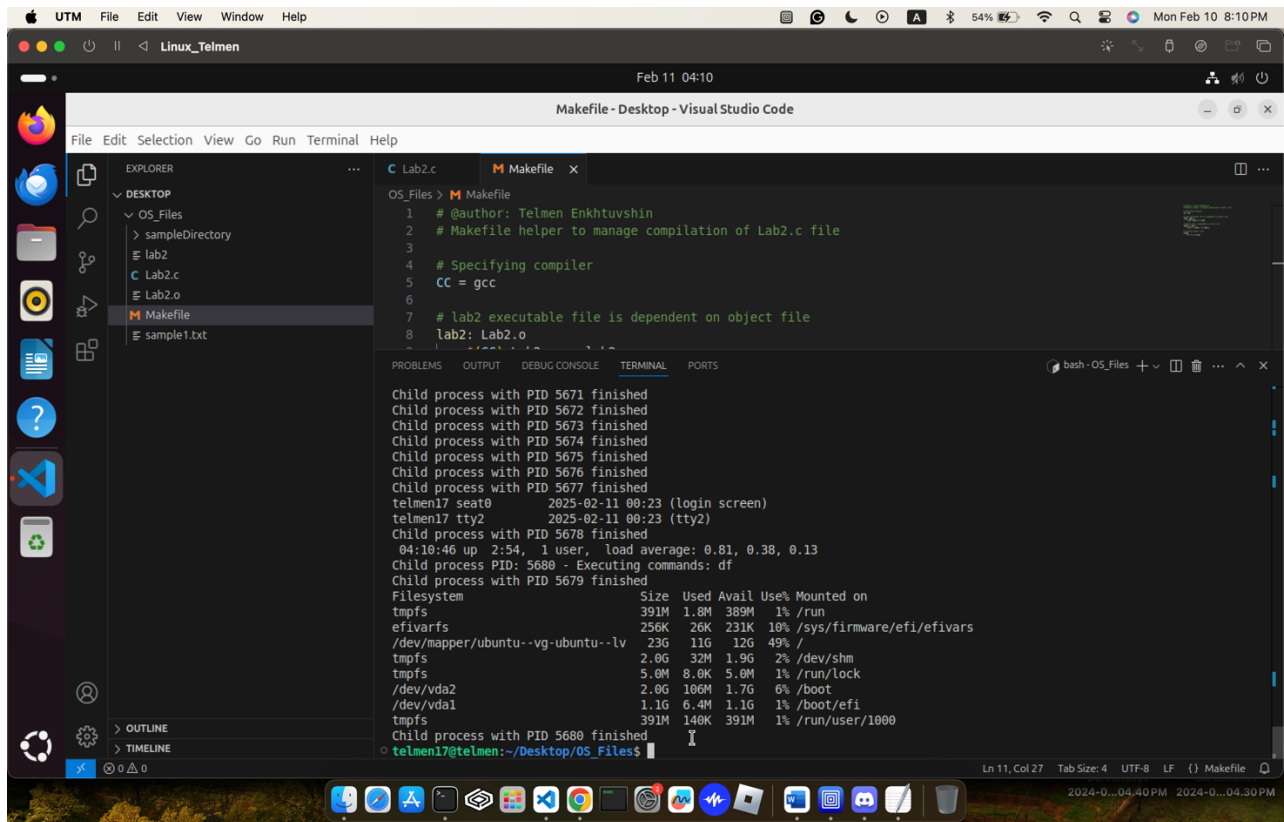 UTM File Edit View Window Help
A 54% Mon Feb 10 8:10 PM
Linux_Telmen
Feb 11 04:10
Makefile - Desktop - Visual Studio Code
File Edit Selection View Go Run Terminal Help
EXPLORER
DESKTOP
OS_Files
sampleDirectory
lab2
C Lab2.c
Lab2.o
M Makefile
sample1.txt
OUTLINE
TIMELINE
C Lab2.c M Makefile
OS_Files > M Makefile
1 # @author: Telmen Enkhtuvshin
2 # Makefile helper to manage compilation of Lab2.c file
3
4 # Specifying compiler
5 CC = gcc
6
7 # lab2 executable file is dependent on object file
8 lab2: Lab2.o
PROBLEMS OUTPUT DEBUG CONSOLE TERMINAL PORTS
bash - OS_Files
Child process with PID 5671 finished
Child process with PID 5672 finished
Child process with PID 5673 finished
Child process with PID 5674 finished
Child process with PID 5675 finished
Child process with PID 5676 finished
Child process with PID 5677 finished
telmen17 seat0 2025-02-11 00:23 (login screen)
telmen17 tty2 2025-02-11 00:23 (tty2)
Child process with PID 5678 finished
04:10:46 up 2:54, 1 user, load average: 0.81, 0.38, 0.13
Child process PID: 5680 - Executing commands: df
Child process with PID 5679 finished
Filesystem Size Used Avail Use% Mounted on
tmpfs 391M 1.8M 389M 1% /run
efivarfs 256K 26K 231K 10% /sys/firmware/efi/efivars
/dev/mapper/ubuntu--vg-ubuntu--lv 23G 11G 12G 49% /
tmpfs 2.0G 32M 1.9G 2% /dev/shm
tmpfs 5.0M 8.0K 5.0M 1% /run/lock
/dev/vda2 2.0G 106M 1.7G 6% /boot
/dev/vda1 1.1G 6.4M 1.1G 1% /boot/efi
tmpfs 391M 140K 391M 1% /run/user/1000
Child process with PID 5680 finished
telmen17@telmen:~/Desktop/OS_Files$
0 0 Ln 11, Col 27 Tab Size: 4 UTF-8 LF {} Makefile
2024-0...04.40 PM 2024-0...04.30 PM